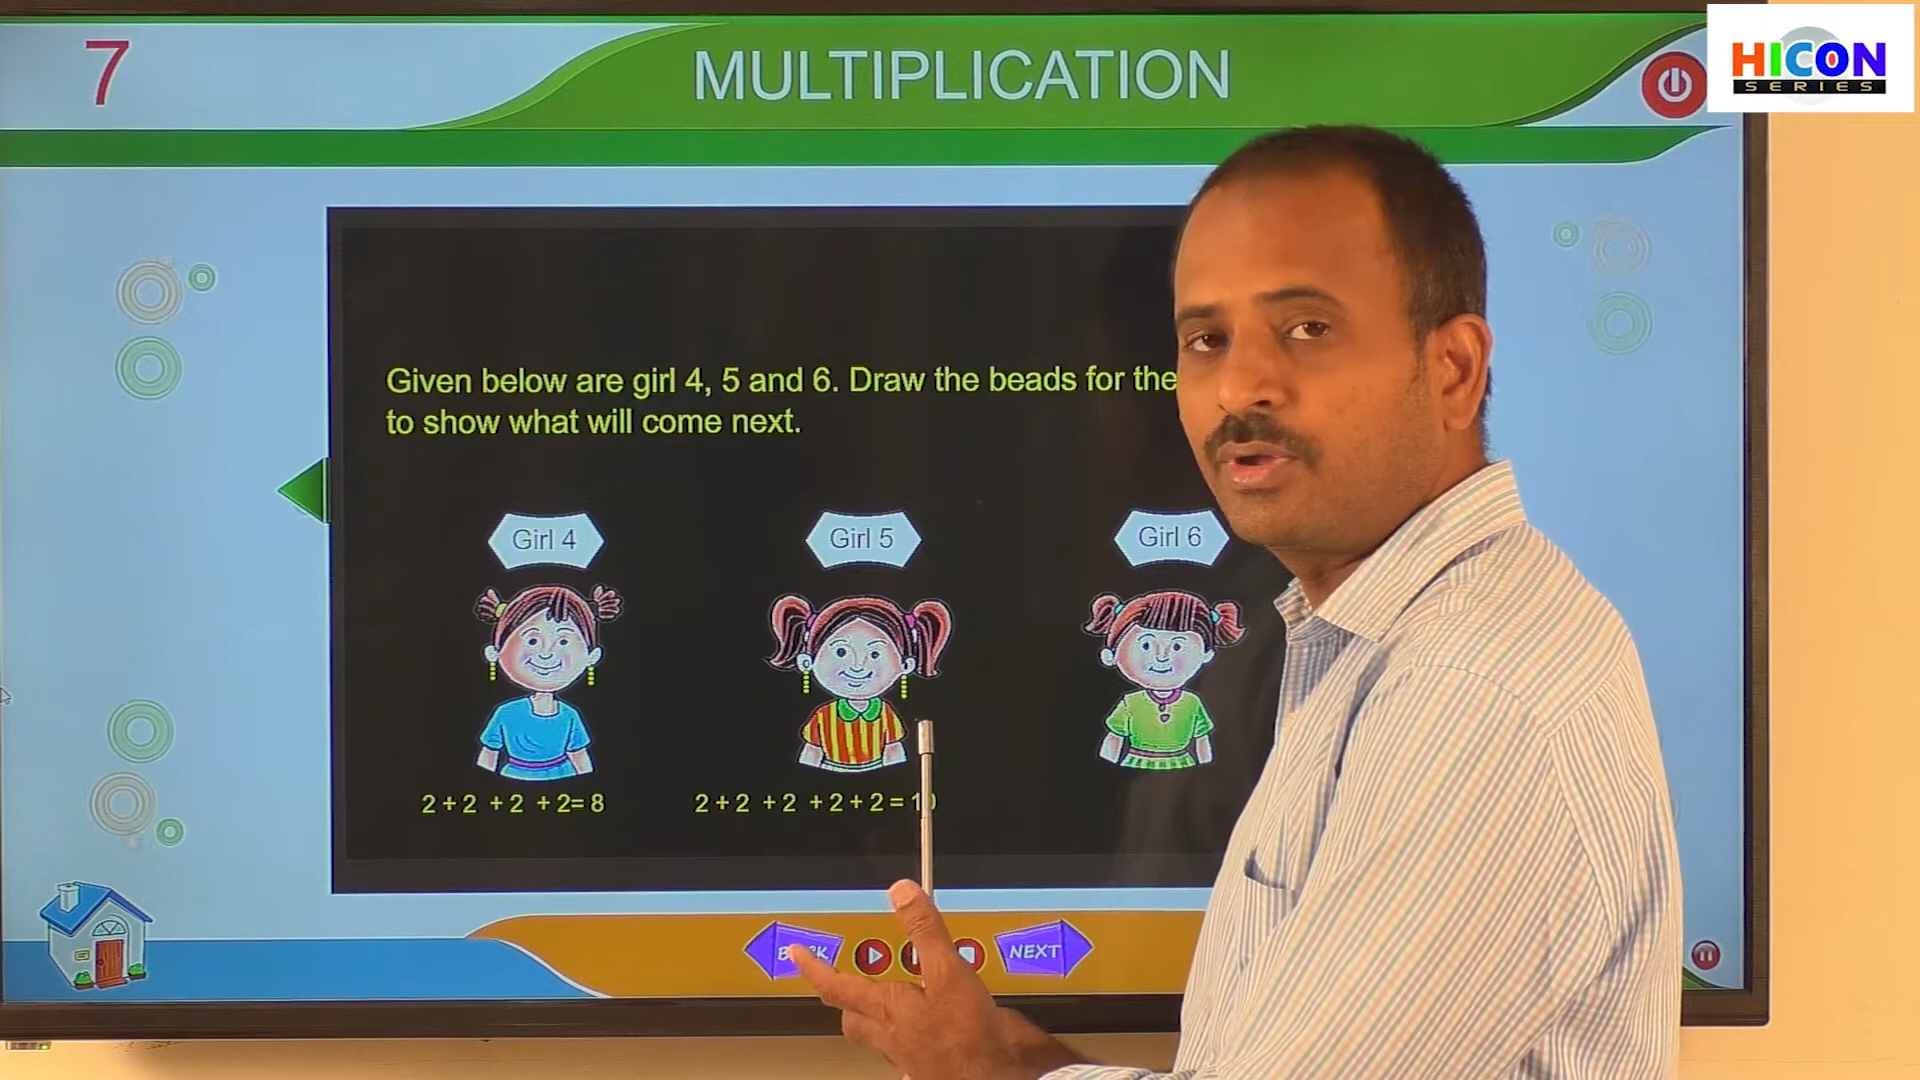 7
MULTIPLICATION
HICON
SERIES
Given below are girl 4, 5 and 6. Draw the beads for the
to show what will come next.
Girl 4
Girl 5
Girl 6
2+2 +2 +2= 8
2+2 +2 +2+2 = 10
BACK
NEXT